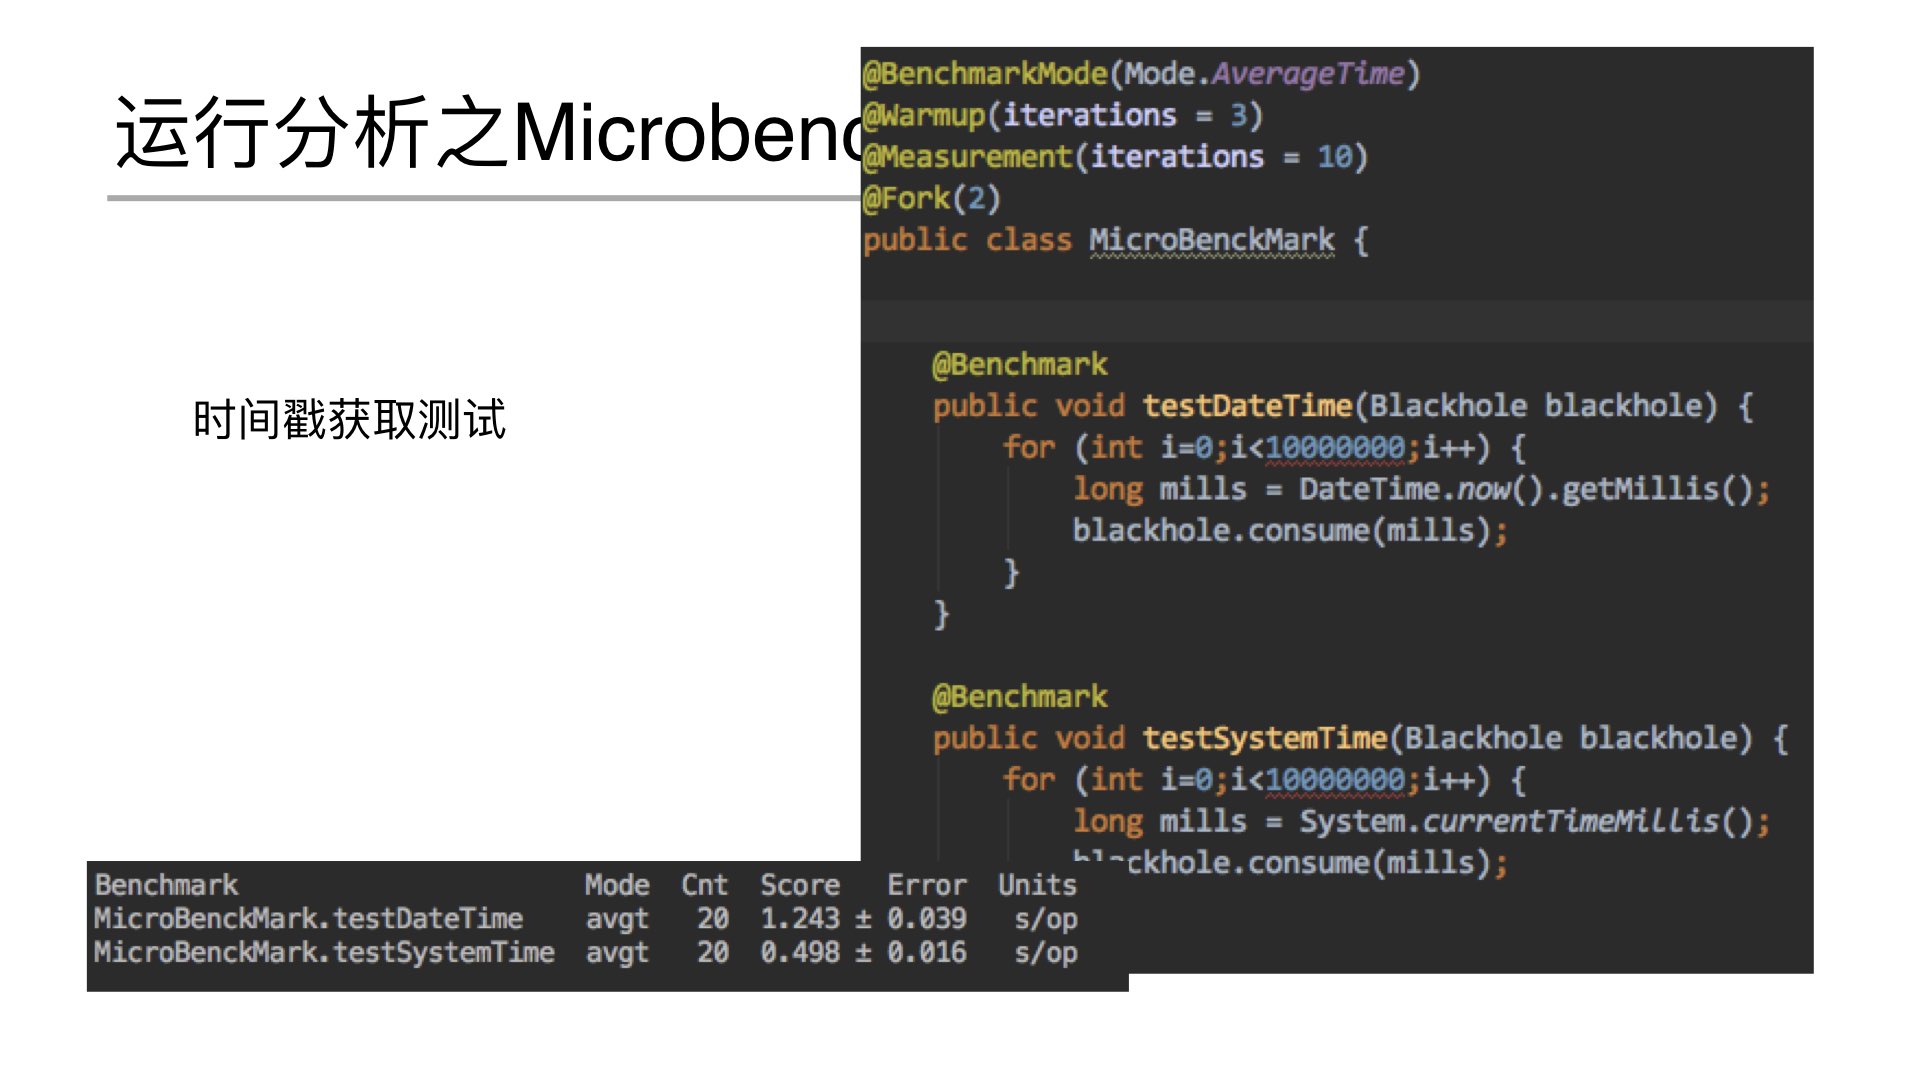 运行分析之Microbenc
时间戳获取测试
@BenchmarkMode(Mode.AverageTime)
@Warmup(iterations = 3)
@Measurement(iterations = 10)
@Fork(2)
public class MicroBenckMark {
@Benchmark
public void testDateTime(Blackhole blackhole) {
for (int i=0;i<10000000;i++) {
long mills = DateTime.now().getMillis();
blackhole.consume(mills);
}
}
@Benchmark
public void testSystemTime(Blackhole blackhole) {
for (int i=0;i<10000000;i++) {
long mills = System.currentTimeMillis();
blackhole.consume(mills);
Benchmark Mode Cnt Score Error Units
MicroBenckMark.testDateTime avgt 20 1.243 ± 0.039 s/op
MicroBenckMark.testSystemTime avgt 20 0.498 ± 0.016 s/op